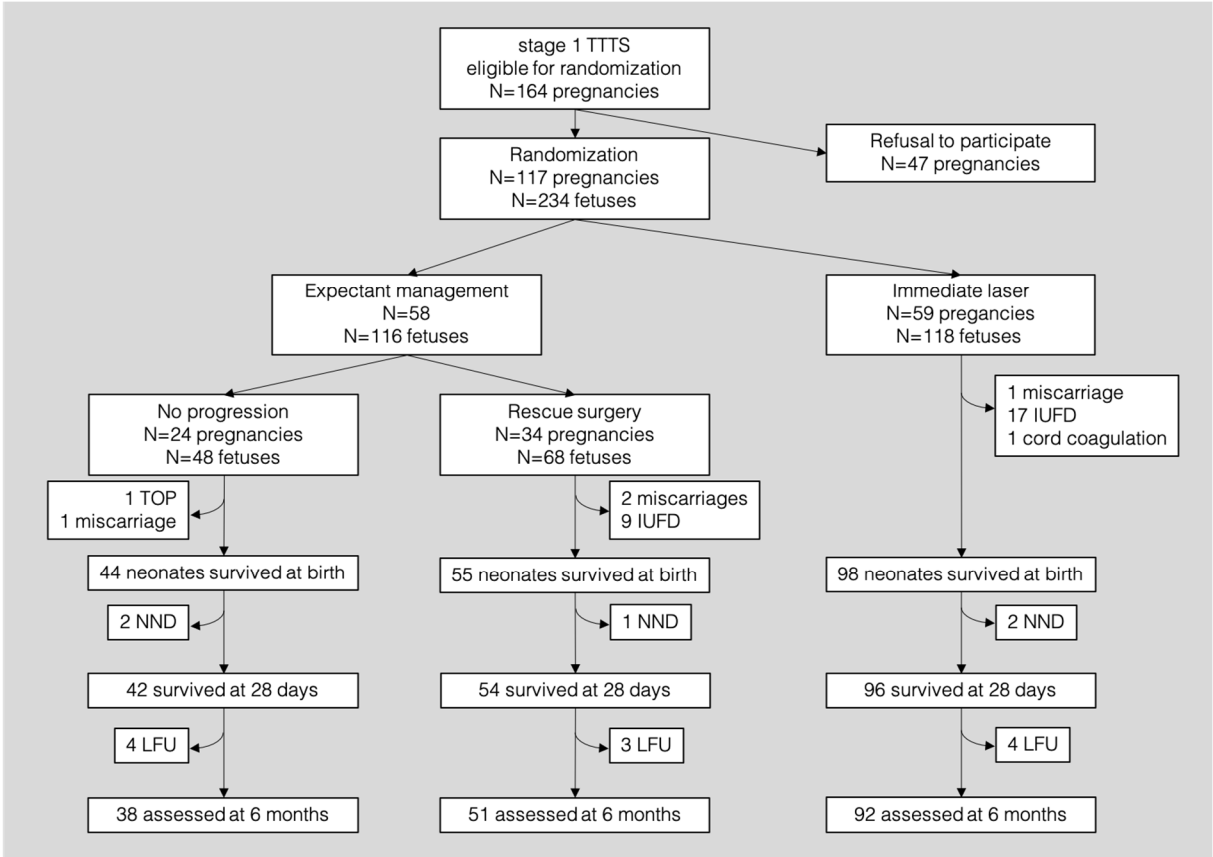 stage 1 TTTS
eligible for randomization
N=164 pregnancies
Refusal to participate
N=47 pregnancies
Randomization
N=117 pregnancies
N=234 fetuses
Expectant management
N=58
N=116 fetuses
Immediate laser
N=59 pregancies
N=118 fetuses
No progression
N=24 pregnancies
N=48 fetuses
Rescue surgery
N=34 pregnancies
N=68 fetuses
1 miscarriage
17 IUFD
1 cord coagulation
1 TOP
1 miscarriage
2 miscarriages
9 IUFD
44 neonates survived at birth
55 neonates survived at birth
98 neonates survived at birth
2 NND
1 NND
2 NND
42 survived at 28 days
54 survived at 28 days
96 survived at 28 days
4 LFU
3 LFU
4 LFU
38 assessed at 6 months
51 assessed at 6 months
92 assessed at 6 months